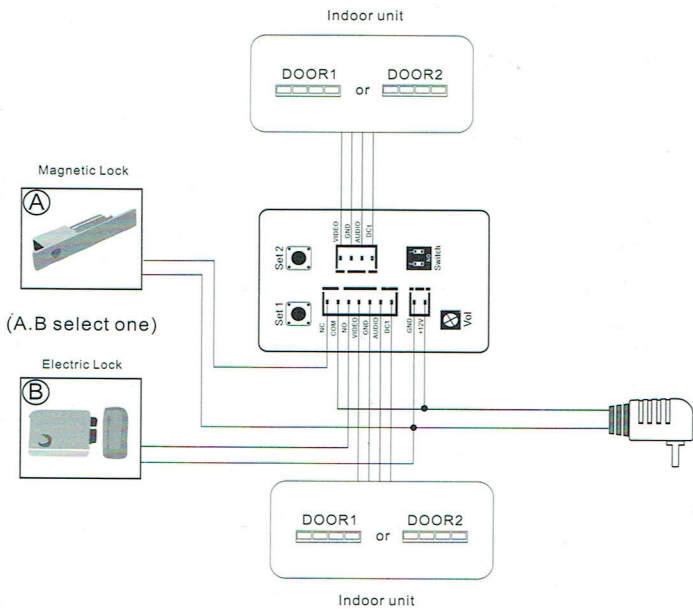 Indoor unit
DOOR1 or DOOR2
Magnetic Lock
A
VIDEO
GND
AUDIO
DC1
Set 2
ON
Switch
(A.B select one)
Set 1
NC
COM
NO
VIDEO
GND
AUDIO
DC1
GND
+12V
Vol
Electric Lock
B
DOOR1 or DOOR2
Indoor unit